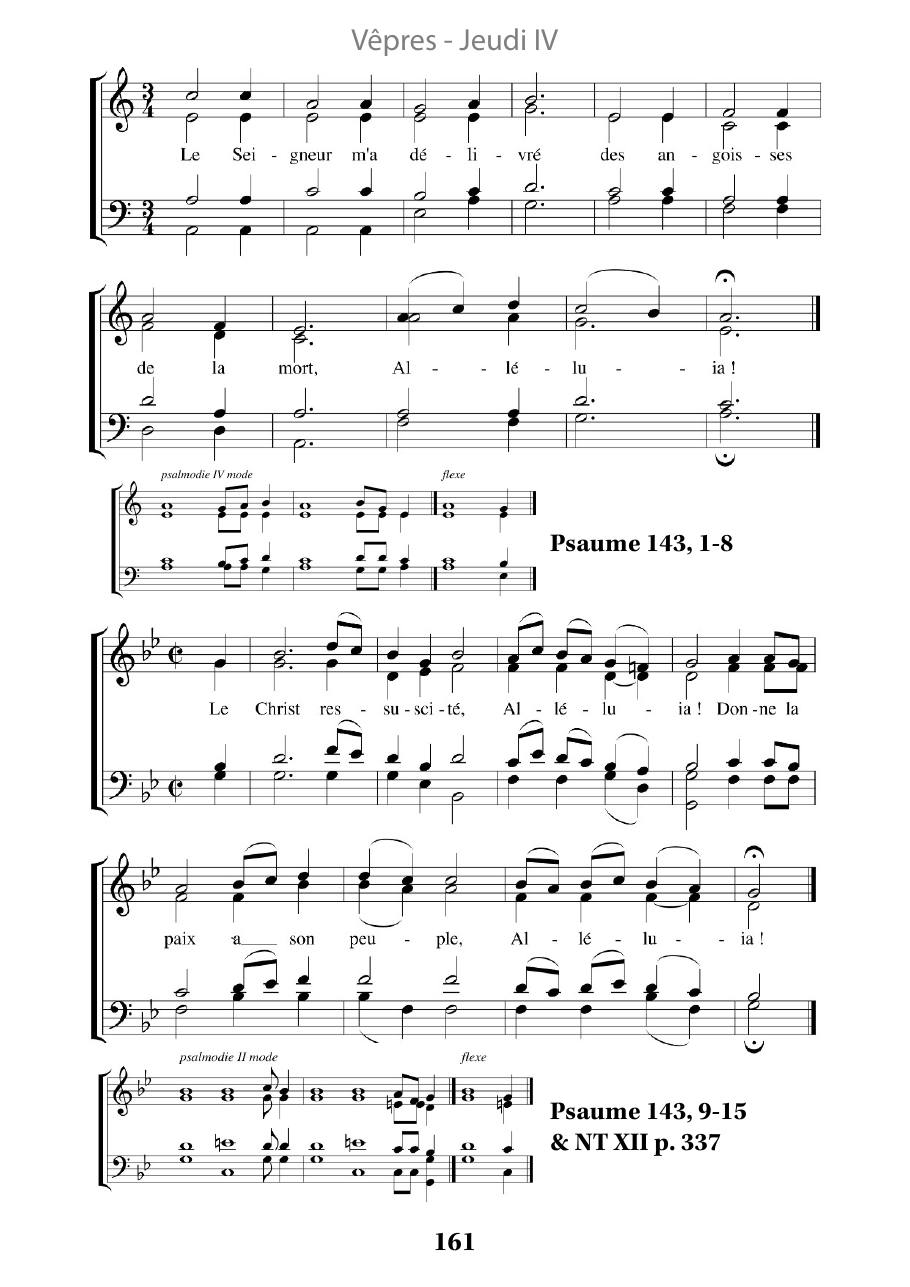 Vêpres - Jeudi IV
Le Sei - gneur m'a dé - li - vré des an - gois - ses
de la mort, Al - - lé - lu - - ia !
psalmodie IV mode flexe
Psaume 143, 1-8
Le Christ res - su - sci - té, Al - lé - lu - ia ! Don - ne la
paix a son peu - ple, Al - lé - lu - - ia !
psalmodie II mode flexe
Psaume 143, 9-15
& NT XII p. 337
161